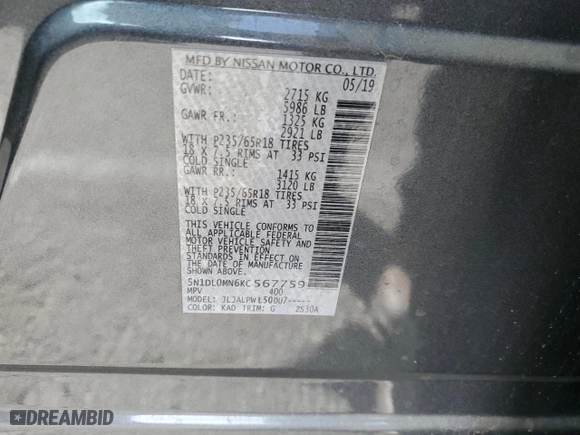 MFD BY NISSAN MOTOR CO., LTD.
DATE: 05/19
GVWR: 2715 KG
5986 LB
GAWR FR.: 1325 KG
2921 LB
WITH P235/65R18 TIRES
18 X 7.5 RIMS AT 33 PSI
COLD SINGLE
GAWR RR.: 1415 KG
3120 LB
WITH P235/65R18 TIRES
18 X 7.5 RIMS AT 33 PSI
COLD SINGLE
THIS VEHICLE CONFORMS TO
ALL APPLICABLE FEDERAL
MOTOR VEHICLE SAFETY AND
THEFT PREVENTION
STANDARDS IN EFFECT ON
THE DATE OF MANUFACTURE
SHOWN ABOVE.
5N1DL0MN6KC567759
MPV 400
MODEL:
COLOR: KAD TRIM: G ZS30A
DREAMBID